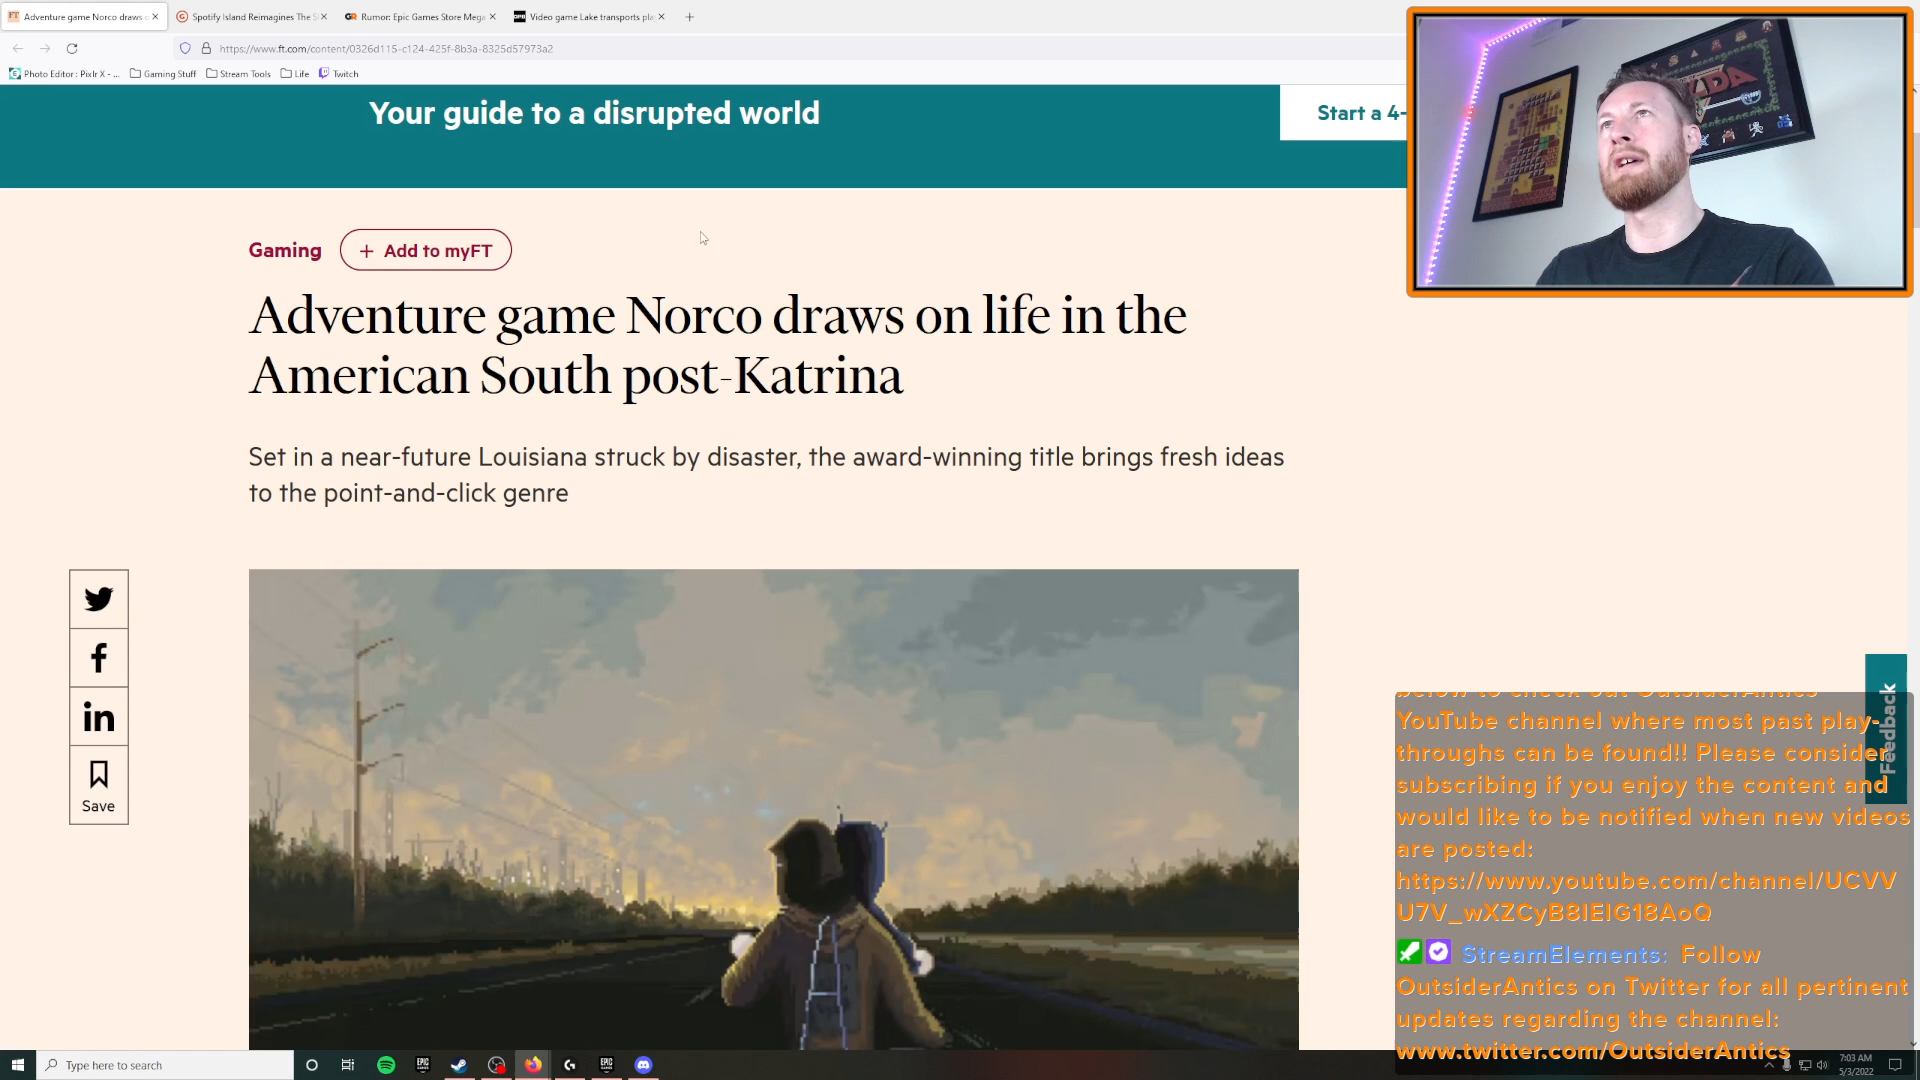 FT Adventure game Norco draws
Spotify Island Reimagines The S
GR Rumor: Epic Games Store Mega
Video game Lake transports pla
https://www.ft.com/content/0326d115-c124-425f-8b3a-8325d57973a2
Photo Editor : Pixlr X - ...
Gaming Stuff
Stream Tools
Life
Twitch
Your guide to a disrupted world
Start a 4-
Gaming
+ Add to myFT
Adventure game Norco draws on life in the
American South post-Katrina
Set in a near-future Louisiana struck by disaster, the award-winning title brings fresh ideas
to the point-and-click genre
Save
Feedback
below to check out OutsiderAntics
YouTube channel where most past play-
throughs can be found!! Please consider
subscribing if you enjoy the content and
would like to be notified when new videos
are posted:
https://www.youtube.com/channel/UCVV
U7V_wXZCyB8IEIG18AoQ
StreamElements: Follow
OutsiderAntics on Twitter for all pertinent
updates regarding the channel:
www.twitter.com/OutsiderAntics
Type here to search
7:03 AM
5/3/2022